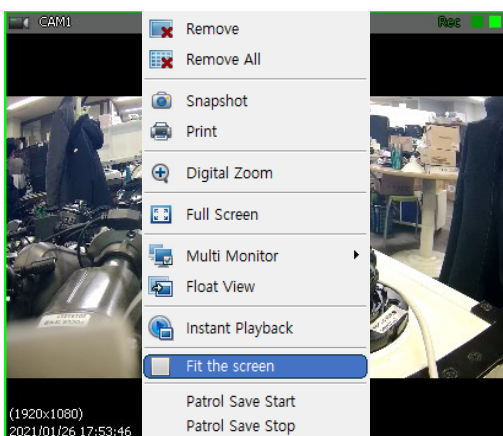 CAM1
Rec
Remove
Remove All
Snapshot
Print
Digital Zoom
Full Screen
Multi Monitor
Float View
Instant Playback
Fit the screen
Patrol Save Start
Patrol Save Stop
(1920x1080)
2021/01/26 17:53:46